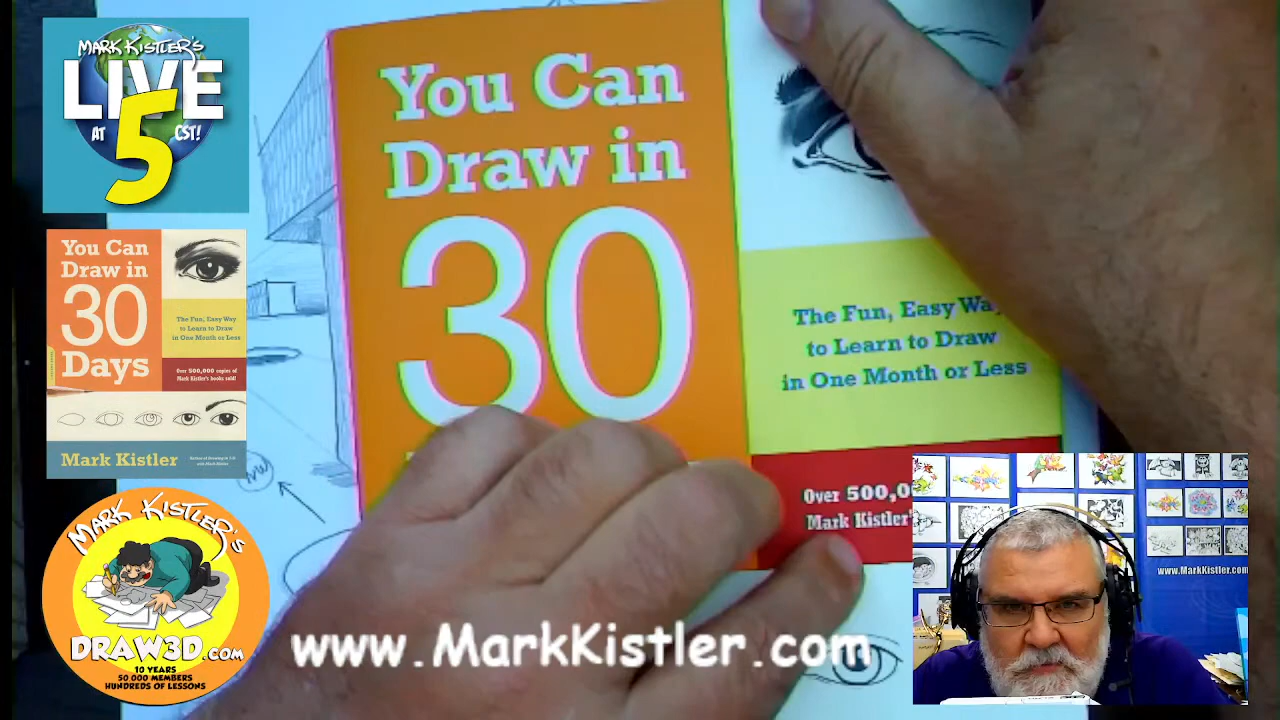 MARK KISTLER'S
LIVE
AT 5 CST!
You Can
Draw in
30
Days
The Fun, Easy Way
to Learn to Draw
in One Month or Less
Over 500,000 copies of
Mark Kistler's books sold!
Mark Kistler
MARK KISTLER'S
DRAW3D.COM
10 YEARS
50 000 MEMBERS
HUNDREDS OF LESSONS
You Can
Draw in
30
The Fun, Easy Way
to Learn to Draw
in One Month or Less
Over 500,0
Mark Kistler'
www.MarkKistler.com
www.MarkKistler.com